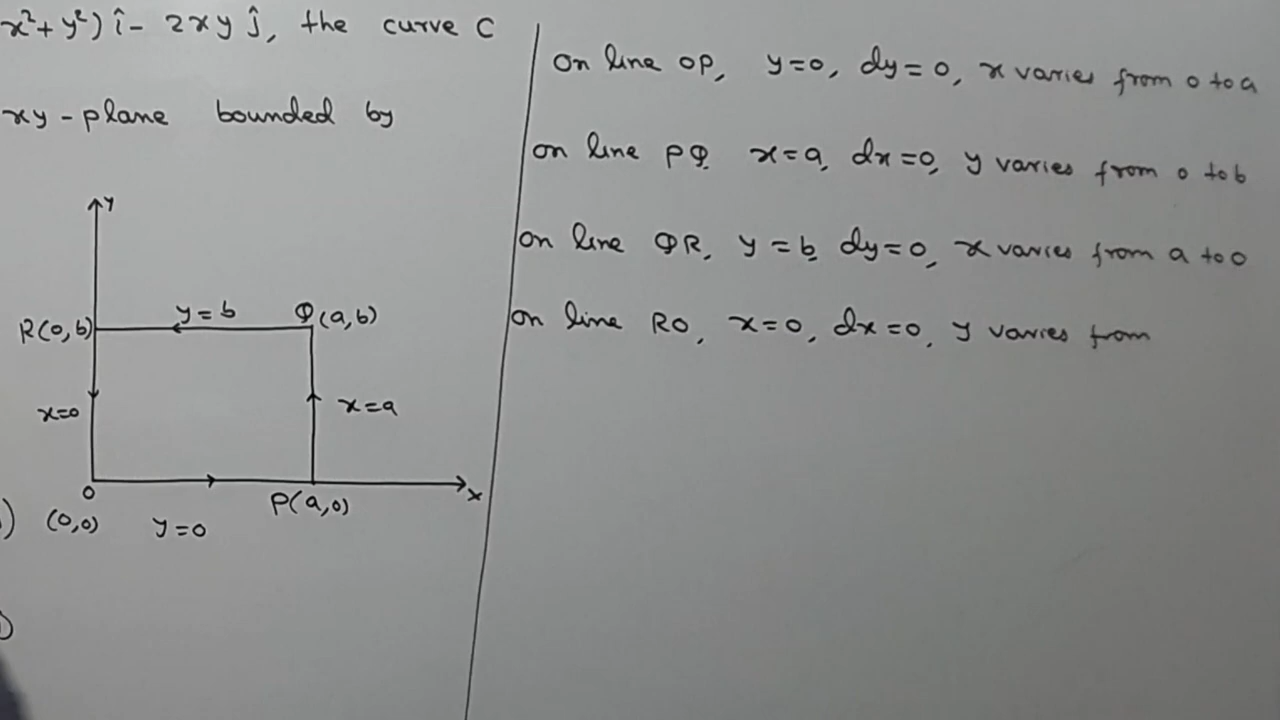 x²+y²) î - 2xy ĵ, the curve C
xy-plane bounded by
y
R(0,b)
y=b
Q(a,b)
x=0
x=a
0
P(a,0)
x
) (0,0)
y=0
)
On line OP, y=0, dy=0, x varies from 0 to a
on line PQ, x=a, dx=0, y varies from 0 to b
on line QR, y=b, dy=0, x varies from a to 0
on line RO, x=0, dx=0, y varies from